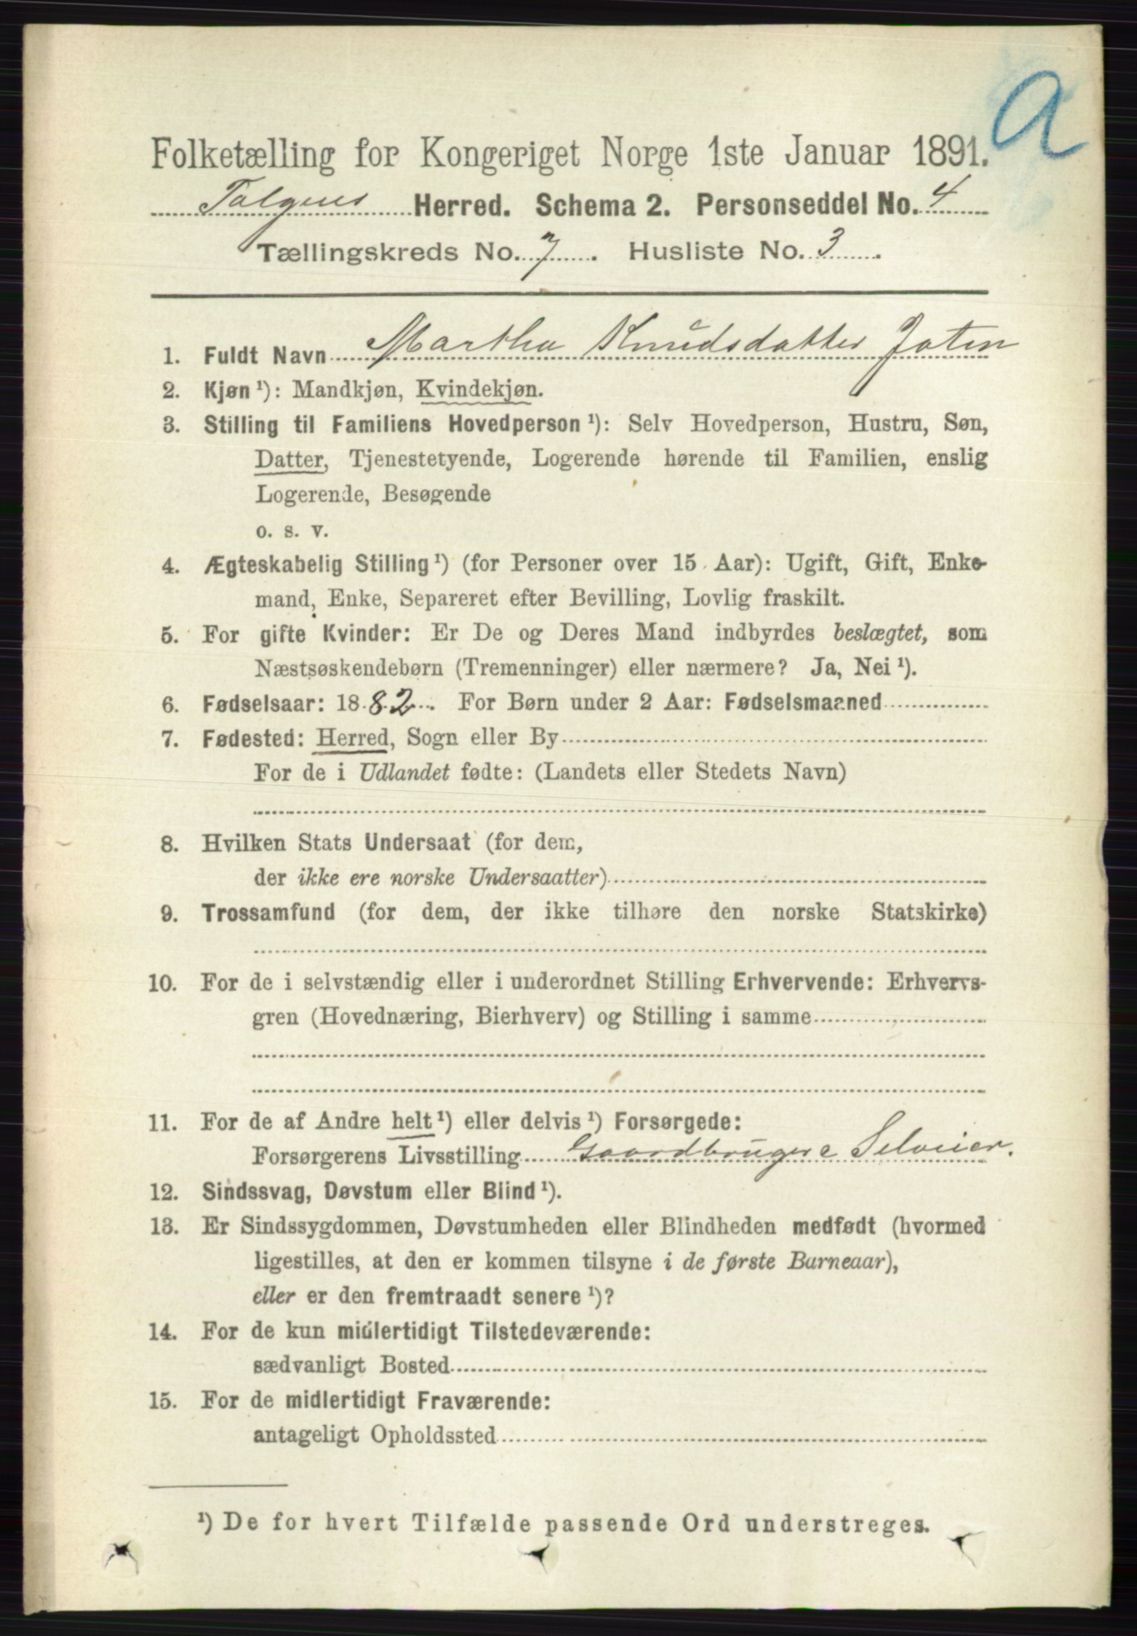 a
Folketælling for Kongeriget Norge 1ste Januar 1891.
Tolgens Herred. Schema 2. Personseddel No. 4
Tællingskreds No. 7. Husliste No. 3.
1. Fuldt Navn Martha Knudsdatter Joten
2. Kjøn ¹): Mandkjøn, Kvindekjøn.
3. Stilling til Familiens Hovedperson ¹): Selv Hovedperson, Hustru, Søn,
Datter, Tjenestetyende, Logerende hørende til Familien, enslig
Logerende, Besøgende
o. s. v.
4. Ægteskabelig Stilling ¹) (for Personer over 15 Aar): Ugift, Gift, Enke-
mand, Enke, Separeret efter Bevilling, Lovlig fraskilt.
5. For gifte Kvinder: Er De og Deres Mand indbyrdes beslægtet, som
Næstsøskendebørn (Tremenninger) eller nærmere? Ja, Nei ¹).
6. Fødselsaar: 1882. For Børn under 2 Aar: Fødselsmaaned
7. Fødested: Herred, Sogn eller By
For de i Udlandet fødte: (Landets eller Stedets Navn)
8. Hvilken Stats Undersaat (for dem,
der ikke ere norske Undersaatter)
9. Trossamfund (for dem, der ikke tilhøre den norske Statskirke)
10. For de i selvstændig eller i underordnet Stilling Erhvervende: Erhvervs-
gren (Hovednæring, Bierhverv) og Stilling i samme
11. For de af Andre helt ¹) eller delvis ¹) Forsørgede:
Forsørgerens Livsstilling Gaardbruger e Selveier.
12. Sindssvag, Døvstum eller Blind ¹).
13. Er Sindssygdommen, Døvstumheden eller Blindheden medfødt (hvormed
ligestilles, at den er kommen tilsyne i de første Barneaar),
eller er den fremtraadt senere ¹)?
14. For de kun midlertidigt Tilstedeværende:
sædvanligt Bosted
15. For de midlertidigt Fraværende:
antageligt Opholdssted
¹) De for hvert Tilfælde passende Ord understreges.